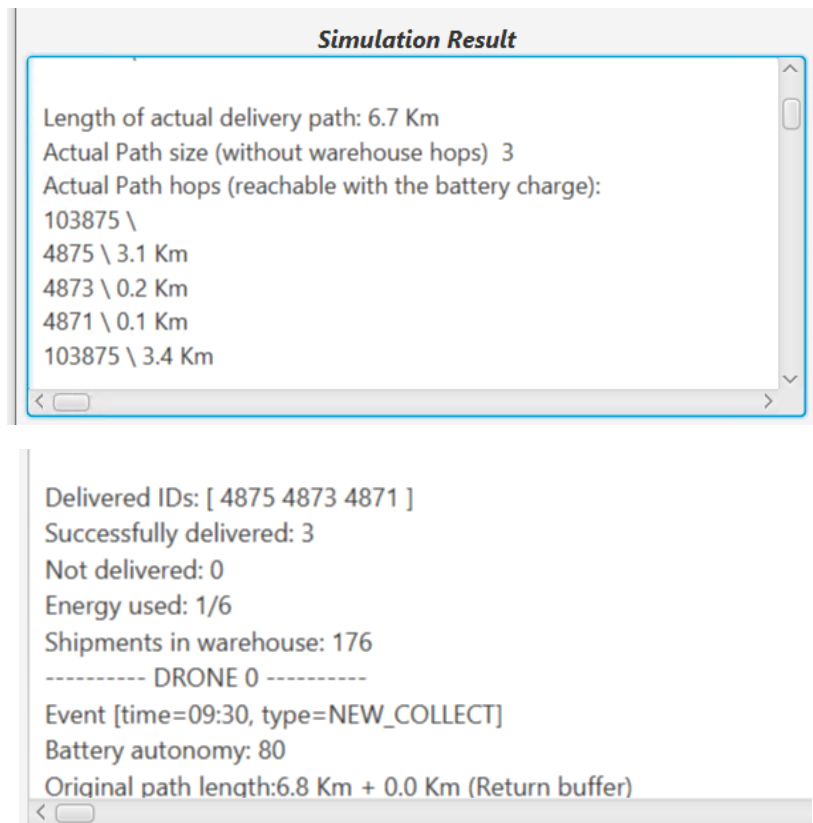 Simulation Result
Length of actual delivery path: 6.7 Km
Actual Path size (without warehouse hops)  3
Actual Path hops (reachable with the battery charge):
103875 \
4875 \ 3.1 Km
4873 \ 0.2 Km
4871 \ 0.1 Km
103875 \ 3.4 Km
Delivered IDs: [ 4875 4873 4871 ]
Successfully delivered: 3
Not delivered: 0
Energy used: 1/6
Shipments in warehouse: 176
---------- DRONE 0 ----------
Event [time=09:30, type=NEW_COLLECT]
Battery autonomy: 80
Original path length:6.8 Km + 0.0 Km (Return buffer)